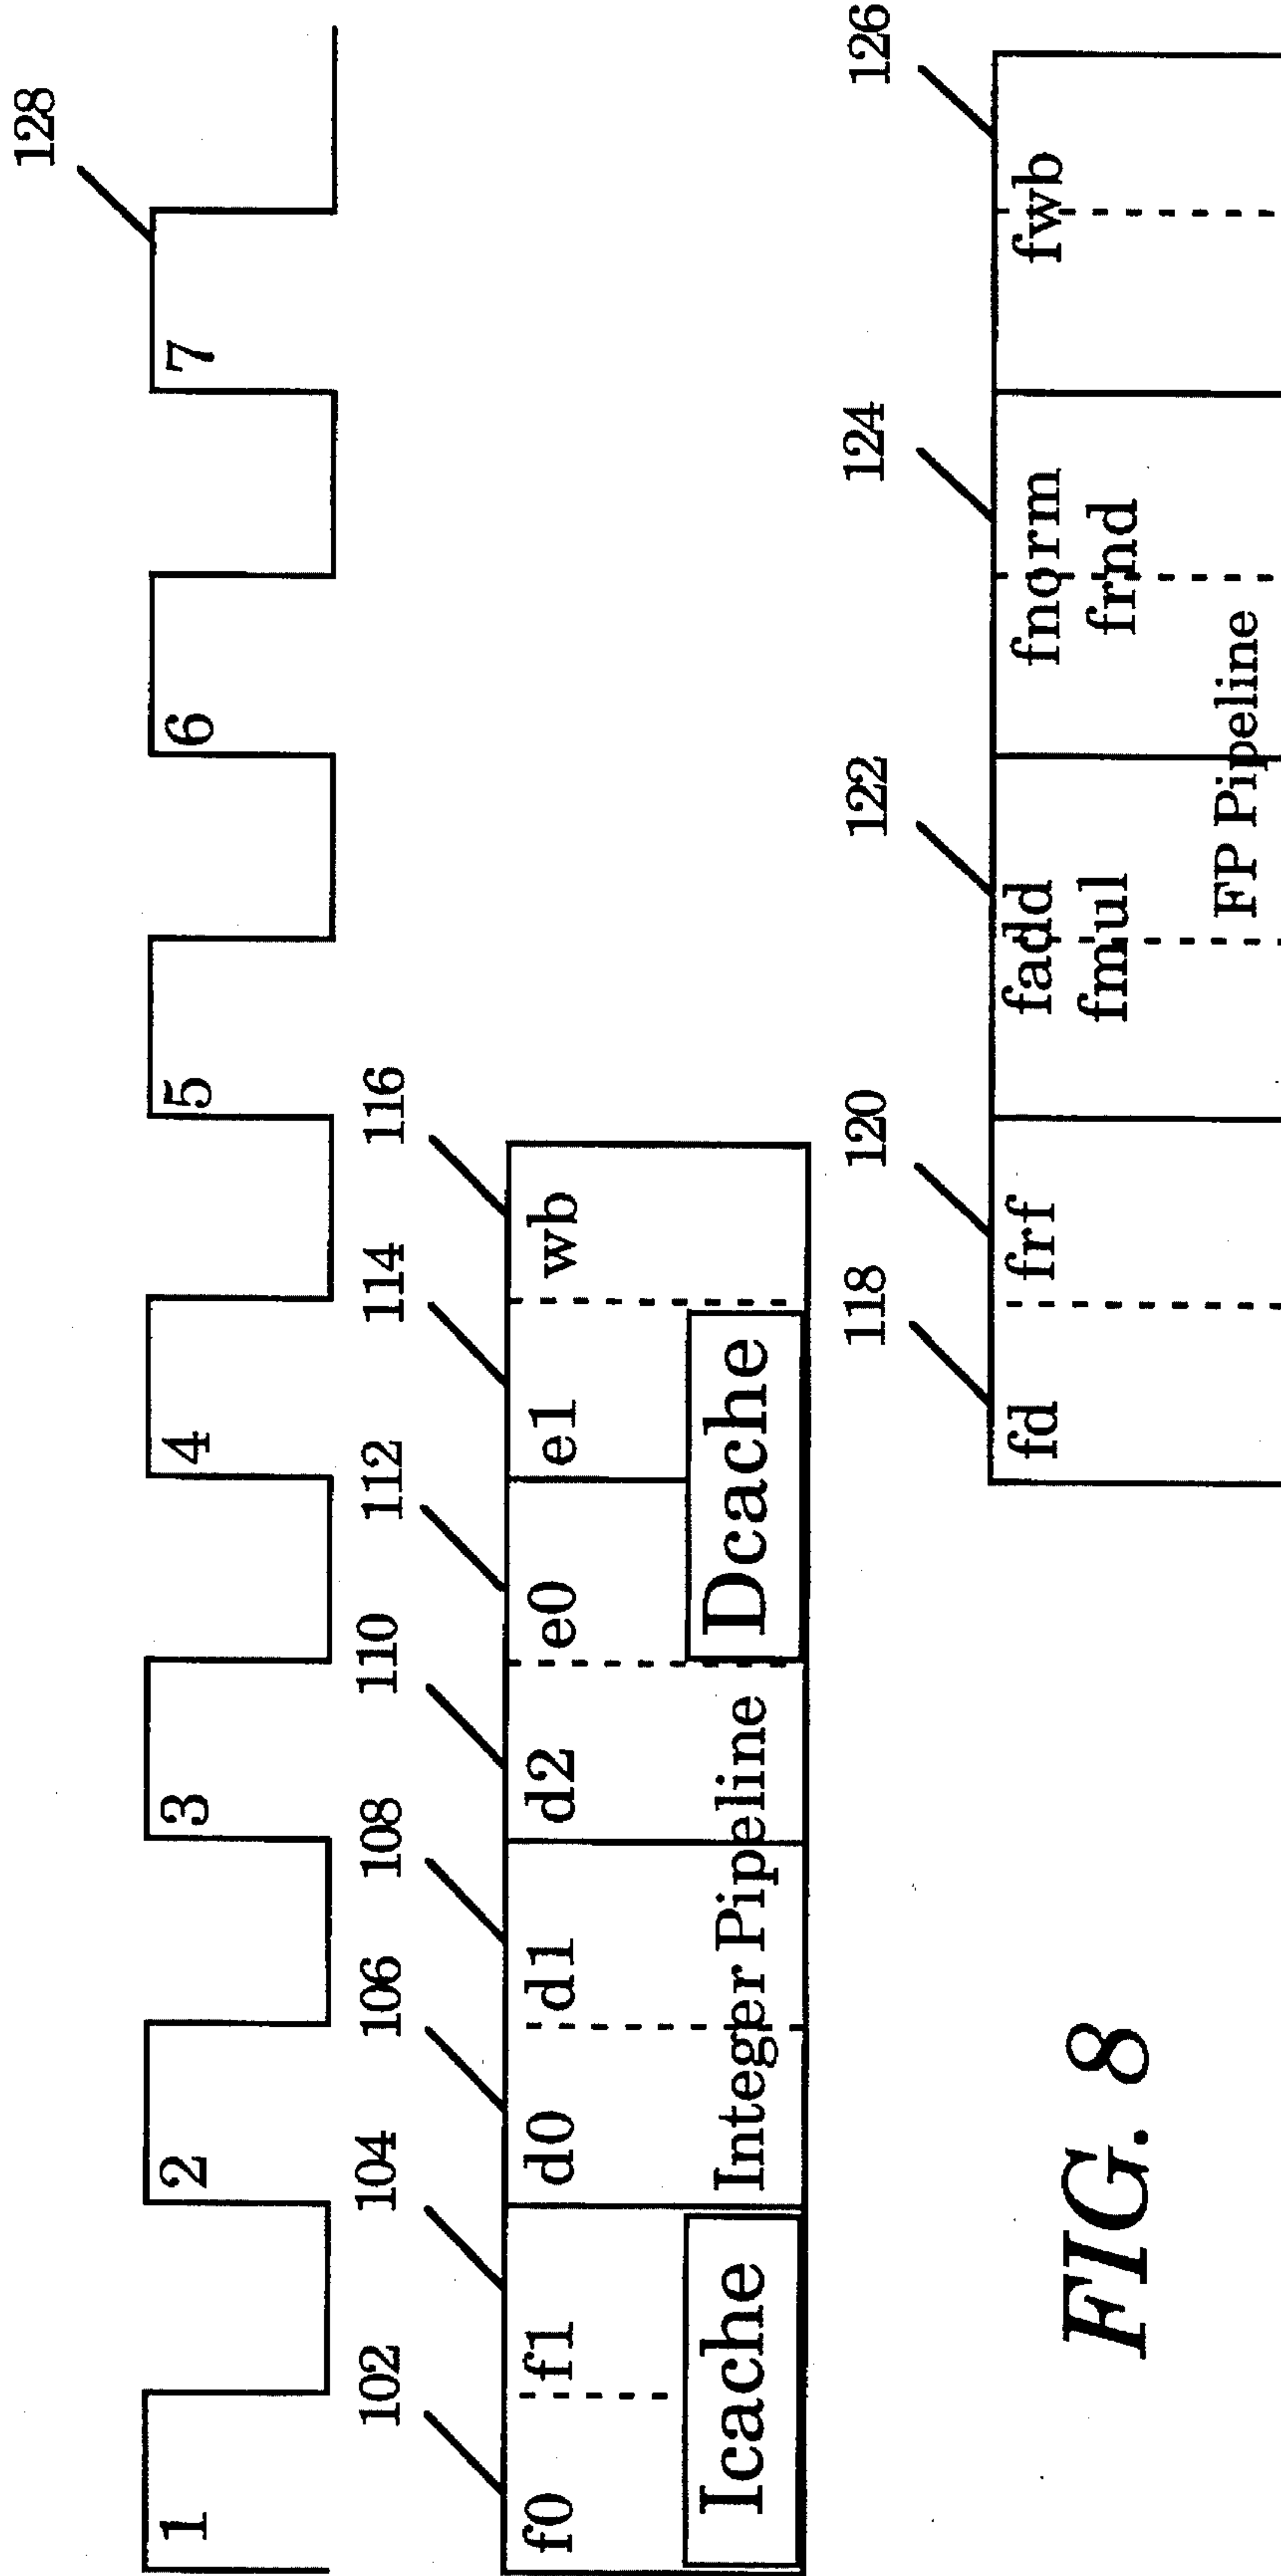 128
1 2 3 4 5 6 7
102 104 106 108 110 112 114 116
f0 f1 d0 d1 d2 e0 e1 wb
Icache Integer Pipeline Dcache
118 120 122 124 126
fd frf fadd fnorm fwb
fmul frnd
FP Pipeline
FIG. 8